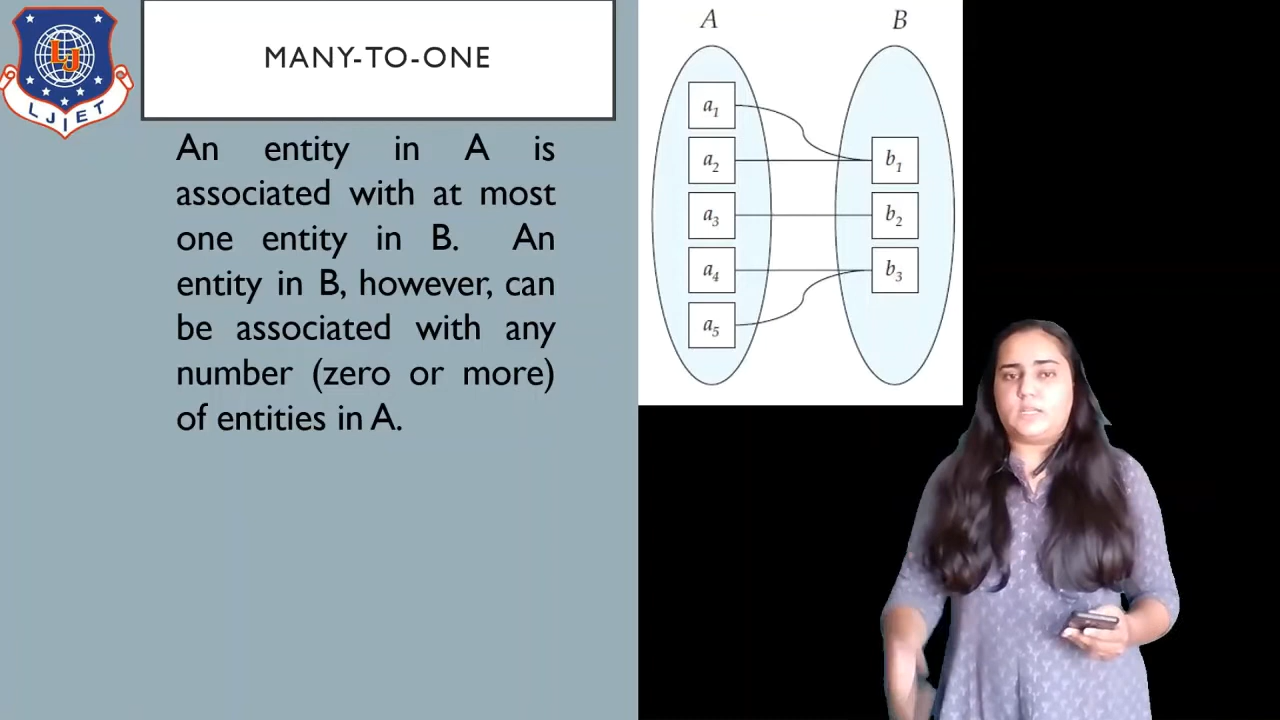 LJ
LJIET
MANY-TO-ONE
An entity in A is
associated with at most
one entity in B. An
entity in B, however, can
be associated with any
number (zero or more)
of entities in A.
A B
a1
a2 b1
a3 b2
a4 b3
a5